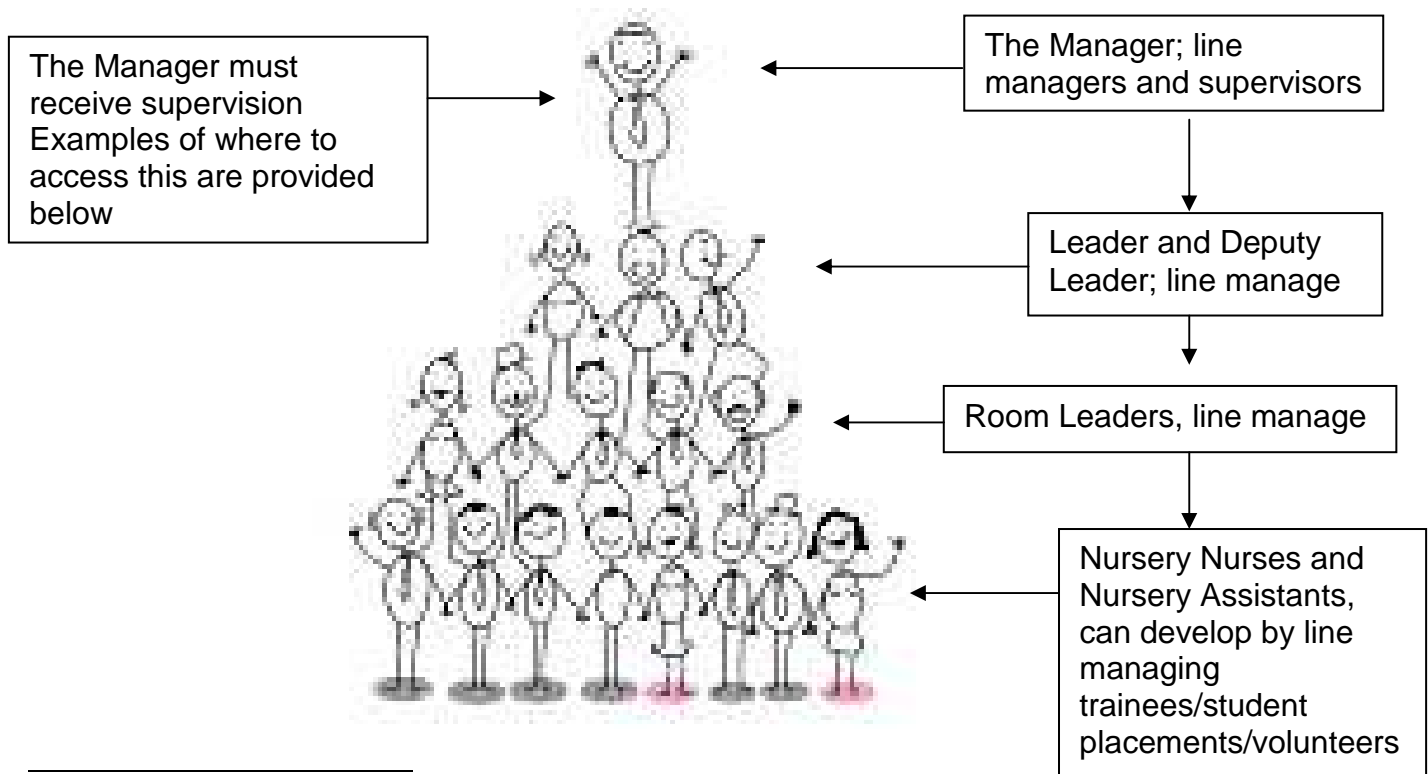 The Manager must
receive supervision
Examples of where to
access this are provided
below
The Manager; line
managers and supervisors
Leader and Deputy
Leader; line manage
Room Leaders, line manage
Nursery Nurses and
Nursery Assistants,
can develop by line
managing
trainees/student
placements/volunteers